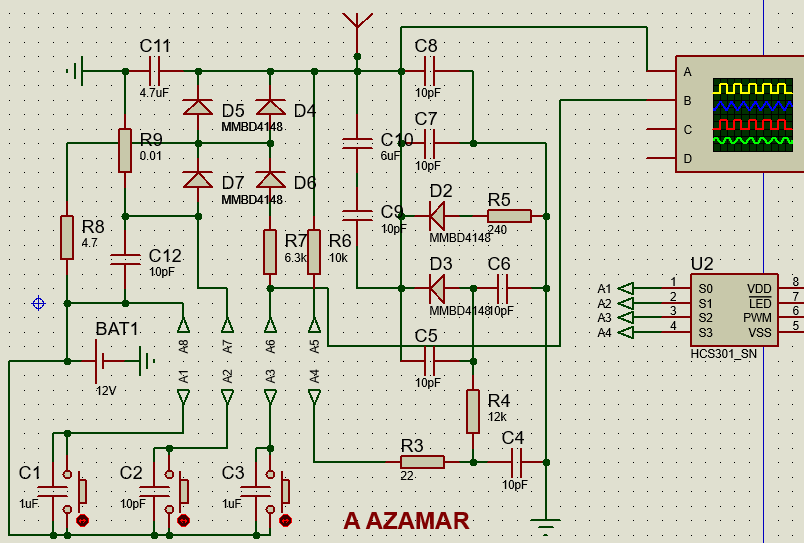 C11
4.7uF
C8
10pF
A
B
C
D
D5
MMBD4148
D4
R9
0.01
C10
6uF
C7
10pF
D7
MMBD4148
D6
D2
MMBD4148
R5
240
R8
4.7
C12
10pF
R7
6.3k
R6
10k
C9
10pF
D3
MMBD4148
C6
10pF
U2
A1
A2
A3
A4
1
2
3
4
S0
S1
S2
S3
VDD
LED
PWM
VSS
8
7
6
5
HCS301_SN
BAT1
12V
A8
A7
A6
A5
A1
A2
A3
A4
C5
10pF
R4
12k
R3
22
C4
10pF
C1
1uF
C2
10pF
C3
1uF
A AZAMAR